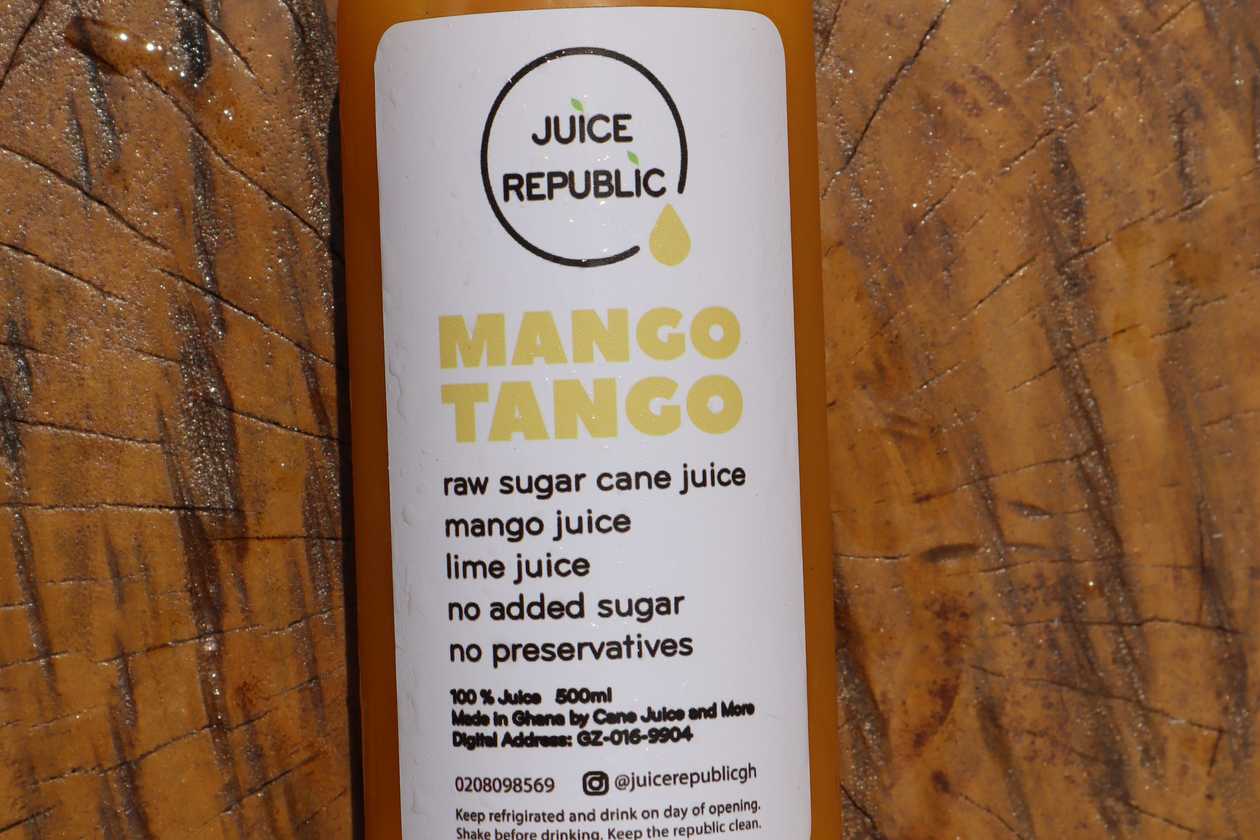 JUICE
REPUBLIC
MANGO
TANGO
raw sugar cane juice
mango juice
lime juice
no added sugar
no preservatives
100 % Juice 500ml
Made in Ghana by Cane Juice and More
Digital Address: GZ-016-9904
0208098569 @juicerepublicgh
Keep refrigirated and drink on day of opening.
Shake before drinking. Keep the republic clean.